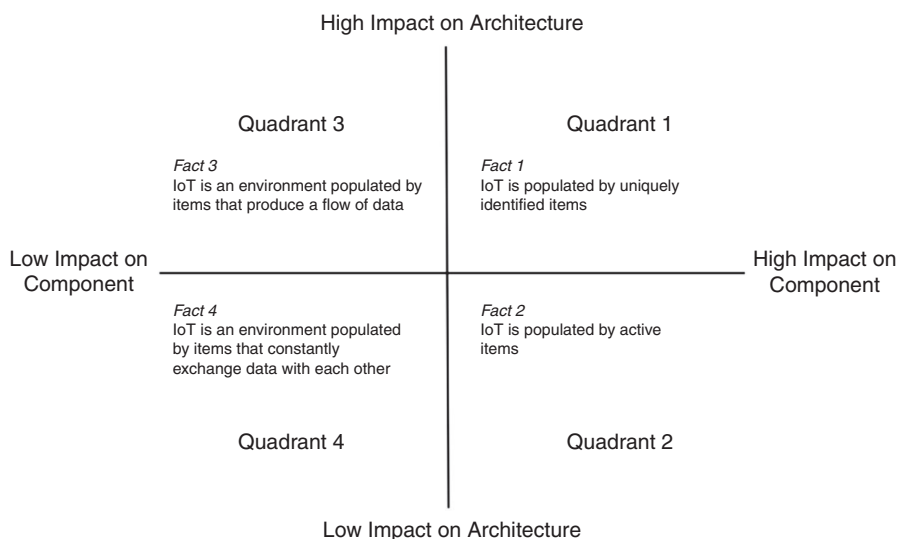 High Impact on Architecture
Quadrant 3
Quadrant 1
Fact 3
IoT is an environment populated by
items that produce a flow of data
Fact 1
IoT is populated by uniquely
identified items
Low Impact on
Component
High Impact on
Component
Fact 4
IoT is an environment populated
by items that constantly
exchange data with each other
Fact 2
IoT is populated by active
items
Quadrant 4
Quadrant 2
Low Impact on Architecture